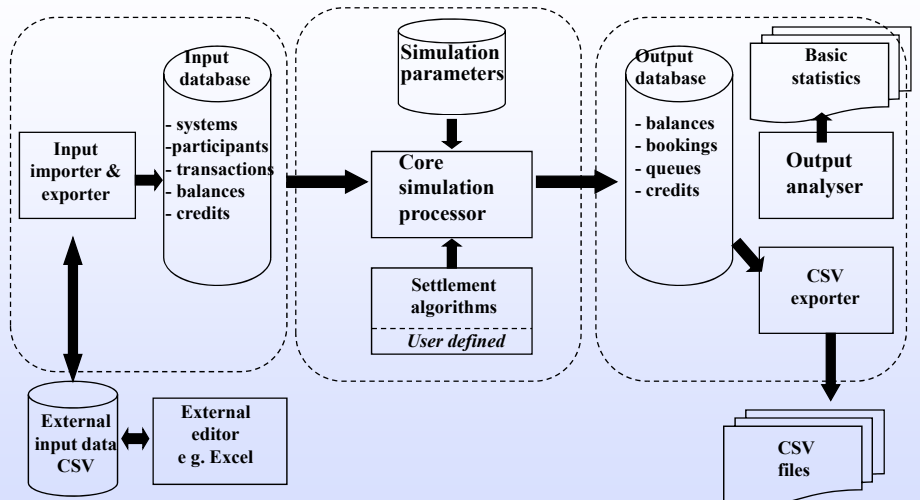 Input
database
- systems
-participants
- transactions
- balances
- credits
Input
importer &
exporter
External
input data
CSV
External
editor
e g. Excel
Simulation
parameters
Core
simulation
processor
Settlement
algorithms
User defined
Output
database
- balances
- bookings
- queues
- credits
Basic
statistics
Output
analyser
CSV
exporter
CSV
files